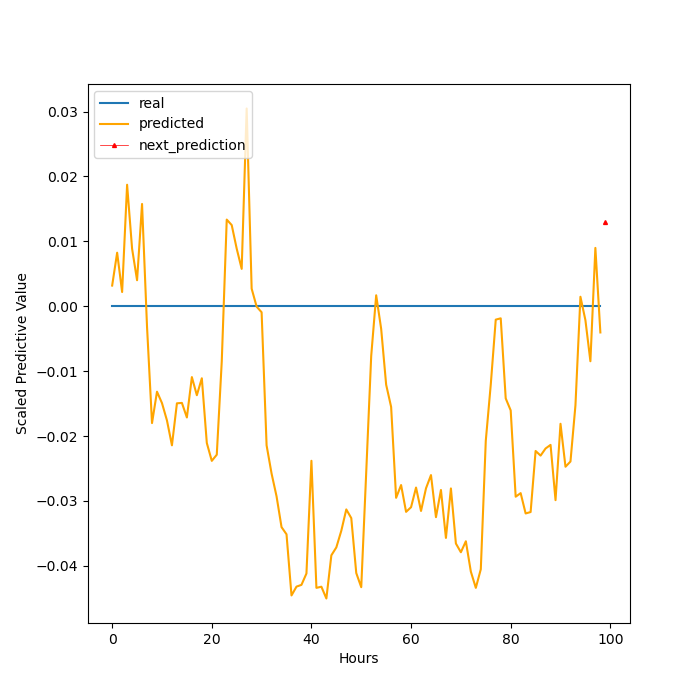 real
predicted
next_prediction
0.03
0.02
0.01
0.00
−0.01
−0.02
−0.03
−0.04
Scaled Predictive Value
0 20 40 60 80 100
Hours